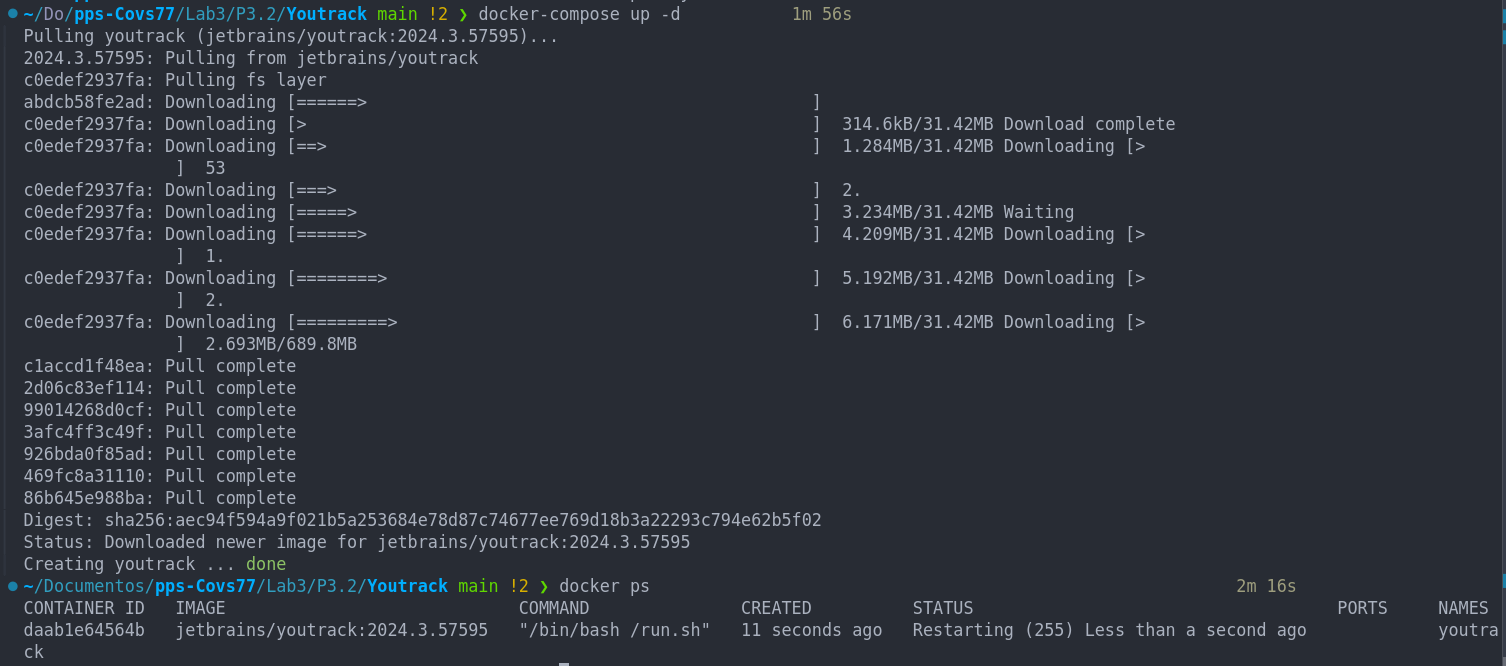 ~/Do/pps-Covs77/Lab3/P3.2/Youtrack main !2 ❯ docker-compose up -d 1m 56s
Pulling youtrack (jetbrains/youtrack:2024.3.57595)...
2024.3.57595: Pulling from jetbrains/youtrack
c0edef2937fa: Pulling fs layer
abdcb58fe2ad: Downloading [======> ]
c0edef2937fa: Downloading [> ] 314.6kB/31.42MB Download complete
c0edef2937fa: Downloading [==> ] 1.284MB/31.42MB Downloading [>
] 53
c0edef2937fa: Downloading [===> ] 2.
c0edef2937fa: Downloading [=====> ] 3.234MB/31.42MB Waiting
c0edef2937fa: Downloading [======> ] 4.209MB/31.42MB Downloading [>
] 1.
c0edef2937fa: Downloading [========> ] 5.192MB/31.42MB Downloading [>
] 2.
c0edef2937fa: Downloading [=========> ] 6.171MB/31.42MB Downloading [>
] 2.693MB/689.8MB
c1accd1f48ea: Pull complete
2d06c83ef114: Pull complete
99014268d0cf: Pull complete
3afc4ff3c49f: Pull complete
926bda0f85ad: Pull complete
469fc8a31110: Pull complete
86b645e988ba: Pull complete
Digest: sha256:aec94f594a9f021b5a253684e78d87c74677ee769d18b3a22293c794e62b5f02
Status: Downloaded newer image for jetbrains/youtrack:2024.3.57595
Creating youtrack ... done
~/Documentos/pps-Covs77/Lab3/P3.2/Youtrack main !2 ❯ docker ps 2m 16s
CONTAINER ID IMAGE COMMAND CREATED STATUS PORTS NAMES
daab1e64564b jetbrains/youtrack:2024.3.57595 "/bin/bash /run.sh" 11 seconds ago Restarting (255) Less than a second ago youtra
ck